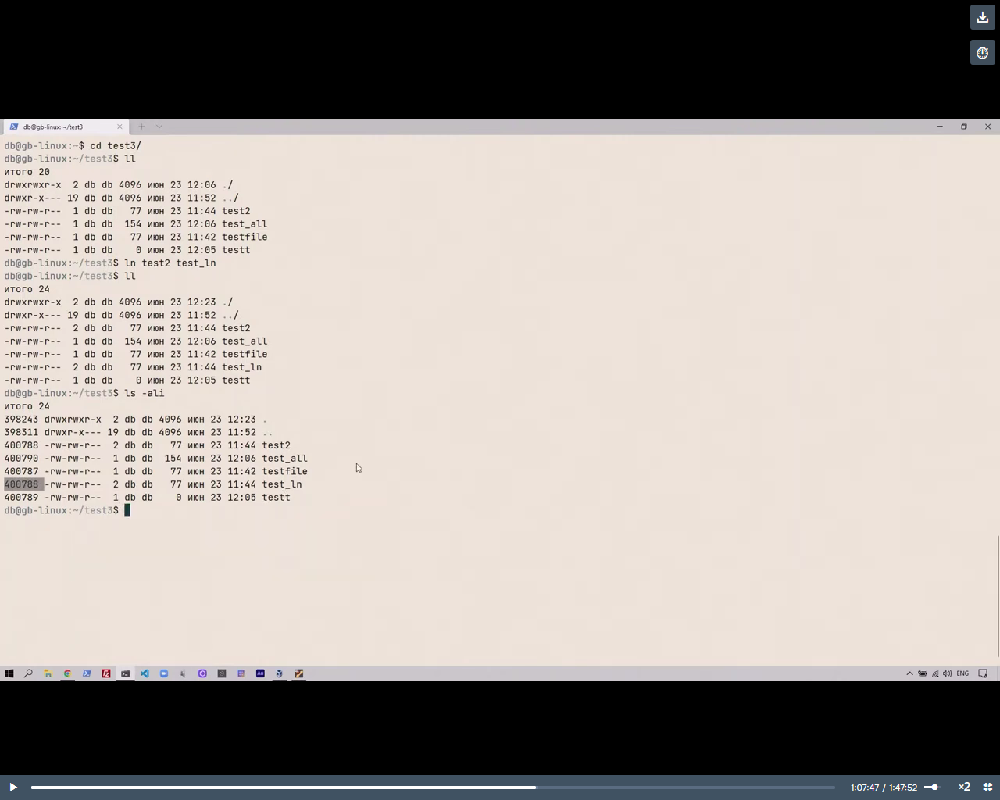 db@gb-linux: ~/test3
db@gb-linux:~$ cd test3/
db@gb-linux:~/test3$ ll
итого 20
drwxrwxr-x  2 db db 4096 июн 23 12:06 ./
drwxr-x--- 19 db db 4096 июн 23 11:52 ../
-rw-rw-r--  1 db db   77 июн 23 11:44 test2
-rw-rw-r--  1 db db  154 июн 23 12:06 test_all
-rw-rw-r--  1 db db   77 июн 23 11:42 testfile
-rw-rw-r--  1 db db    0 июн 23 12:05 testt
db@gb-linux:~/test3$ ln test2 test_ln
db@gb-linux:~/test3$ ll
итого 24
drwxrwxr-x  2 db db 4096 июн 23 12:23 ./
drwxr-x--- 19 db db 4096 июн 23 11:52 ../
-rw-rw-r--  2 db db   77 июн 23 11:44 test2
-rw-rw-r--  1 db db  154 июн 23 12:06 test_all
-rw-rw-r--  1 db db   77 июн 23 11:42 testfile
-rw-rw-r--  2 db db   77 июн 23 11:44 test_ln
-rw-rw-r--  1 db db    0 июн 23 12:05 testt
db@gb-linux:~/test3$ ls -ali
итого 24
398243 drwxrwxr-x  2 db db 4096 июн 23 12:23 .
398311 drwxr-x--- 19 db db 4096 июн 23 11:52 ..
400788 -rw-rw-r--  2 db db   77 июн 23 11:44 test2
400790 -rw-rw-r--  1 db db  154 июн 23 12:06 test_all
400787 -rw-rw-r--  1 db db   77 июн 23 11:42 testfile
400788 -rw-rw-r--  2 db db   77 июн 23 11:44 test_ln
400789 -rw-rw-r--  1 db db    0 июн 23 12:05 testt
db@gb-linux:~/test3$
Fz Au ENG
1:07:47 / 1:47:52 ×2